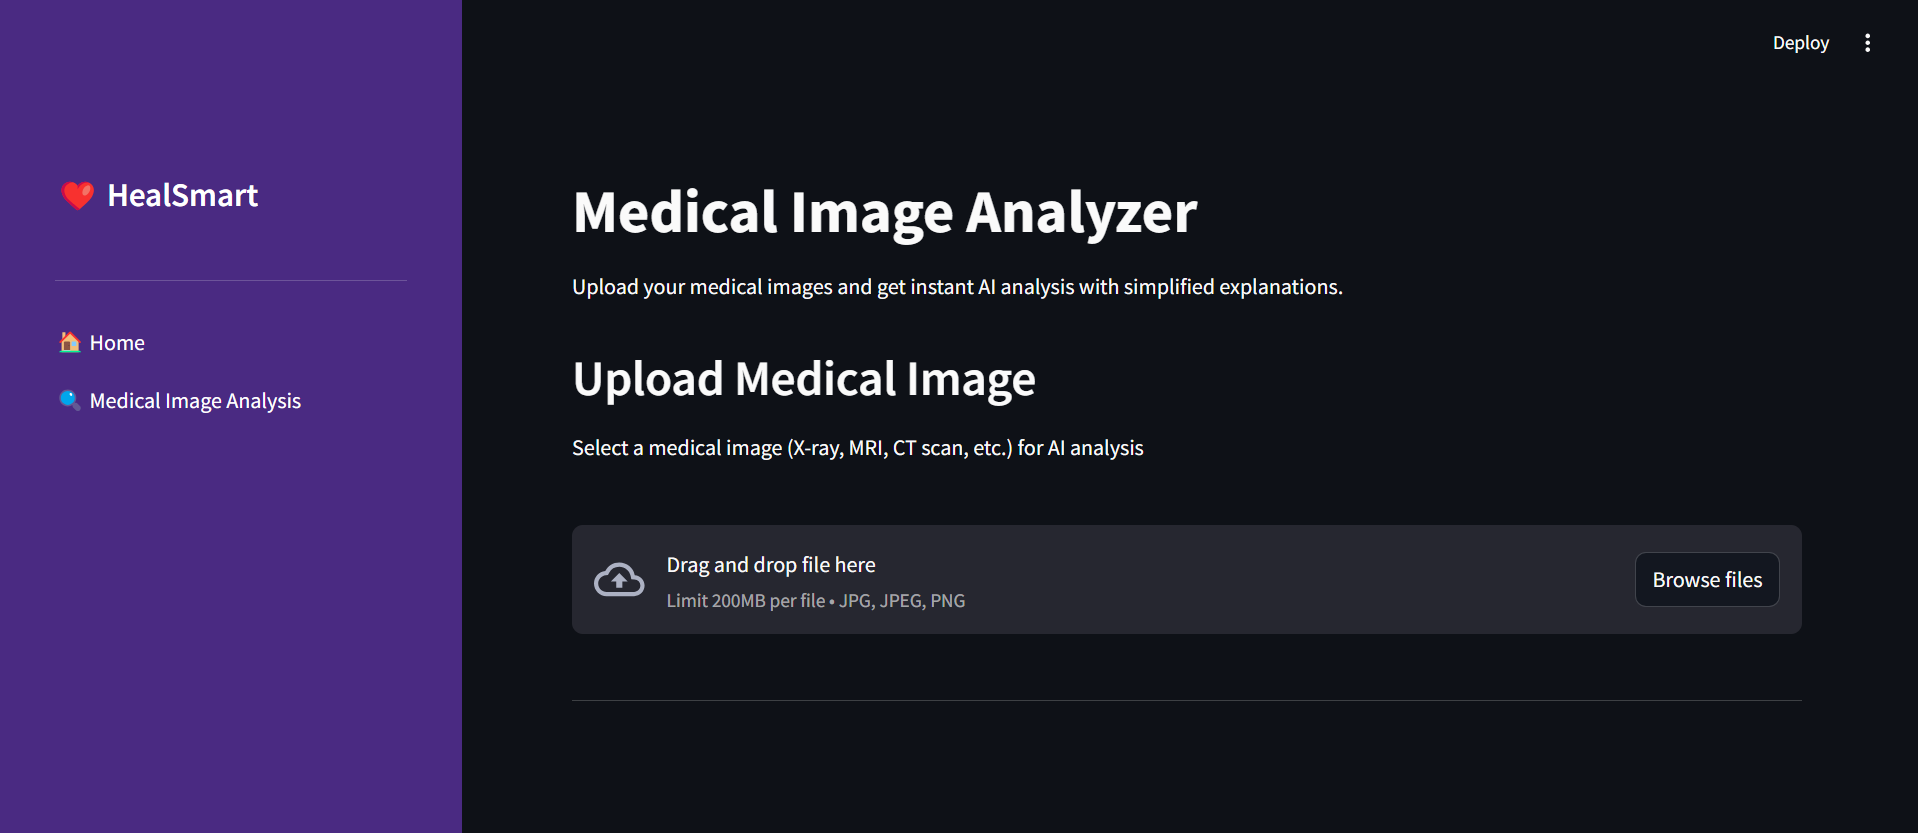 Deploy
❤️ HealSmart
🏠 Home
🔍 Medical Image Analysis
Medical Image Analyzer
Upload your medical images and get instant AI analysis with simplified explanations.
Upload Medical Image
Select a medical image (X-ray, MRI, CT scan, etc.) for AI analysis
Drag and drop file here
Limit 200MB per file • JPG, JPEG, PNG
Browse files